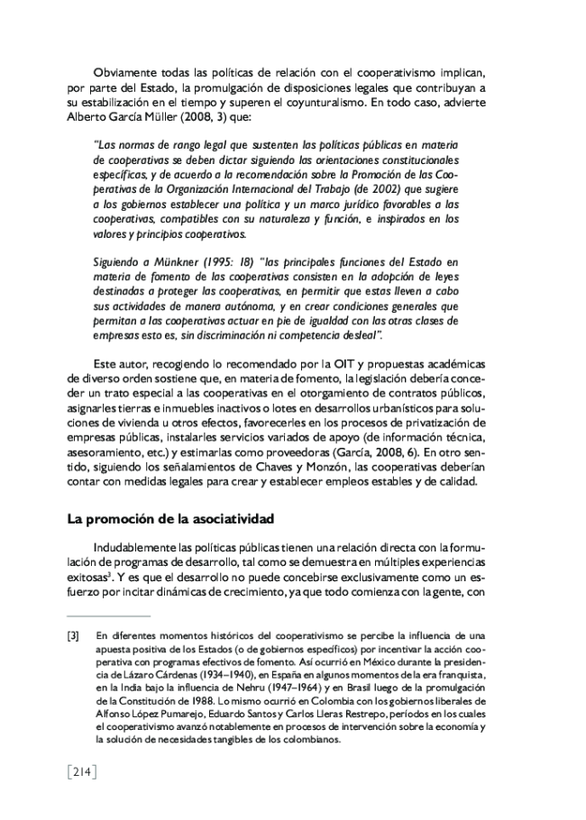 Obviamente todas las políticas de relación con el cooperativismo implican,
por parte del Estado, la promulgación de disposiciones legales que contribuyan a
su estabilización en el tiempo y superen el coyunturalismo. En todo caso, advierte
Alberto García Müller (2008, 3) que:
"Las normas de rango legal que sustenten las políticas públicas en materia
de cooperativas se deben dictar siguiendo las orientaciones constitucionales
específicas, y de acuerdo a la recomendación sobre la Promoción de las Coo-
perativas de la Organización Internacional del Trabajo (de 2002) que sugiere
a los gobiernos establecer una política y un marco jurídico favorables a las
cooperativas, compatibles con su naturaleza y función, e inspirados en los
valores y principios cooperativos.
Siguiendo a Münkner (1995: 18) "las principales funciones del Estado en
materia de fomento de las cooperativas consisten en la adopción de leyes
destinadas a proteger las cooperativas, en permitir que estas lleven a cabo
sus actividades de manera autónoma, y en crear condiciones generales que
permitan a las cooperativas actuar en pie de igualdad con las otras clases de
empresas esto es, sin discriminación ni competencia desleal".
Este autor, recogiendo lo recomendado por la OIT y propuestas académicas
de diverso orden sostiene que, en materia de fomento, la legislación debería conce-
der un trato especial a las cooperativas en el otorgamiento de contratos públicos,
asignarles tierras e inmuebles inactivos o lotes en desarrollos urbanísticos para solu-
ciones de vivienda u otros efectos, favorecerles en los procesos de privatización de
empresas públicas, instalarles servicios variados de apoyo (de información técnica,
asesoramiento, etc.) y estimarlas como proveedoras (García, 2008, 6). En otro sen-
tido, siguiendo los señalamientos de Chaves y Monzón, las cooperativas deberían
contar con medidas legales para crear y establecer empleos estables y de calidad.
La promoción de la asociatividad
Indudablemente las políticas públicas tienen una relación directa con la formu-
lación de programas de desarrollo, tal como se demuestra en múltiples experiencias
exitosas³. Y es que el desarrollo no puede concebirse exclusivamente como un es-
fuerzo por incitar dinámicas de crecimiento, ya que todo comienza con la gente, con
[3] En diferentes momentos históricos del cooperativismo se percibe la influencia de una
apuesta positiva de los Estados (o de gobiernos específicos) por incentivar la acción coo-
perativa con programas efectivos de fomento. Así ocurrió en México durante la presiden-
cia de Lázaro Cárdenas (1934–1940), en España en algunos momentos de la era franquista,
en la India bajo la influencia de Nehru (1947–1964) y en Brasil luego de la promulgación
de la Constitución de 1988. Lo mismo ocurrió en Colombia con los gobiernos liberales de
Alfonso López Pumarejo, Eduardo Santos y Carlos Lleras Restrepo, períodos en los cuales
el cooperativismo avanzó notablemente en procesos de intervención sobre la economía y
la solución de necesidades tangibles de los colombianos.
[214]